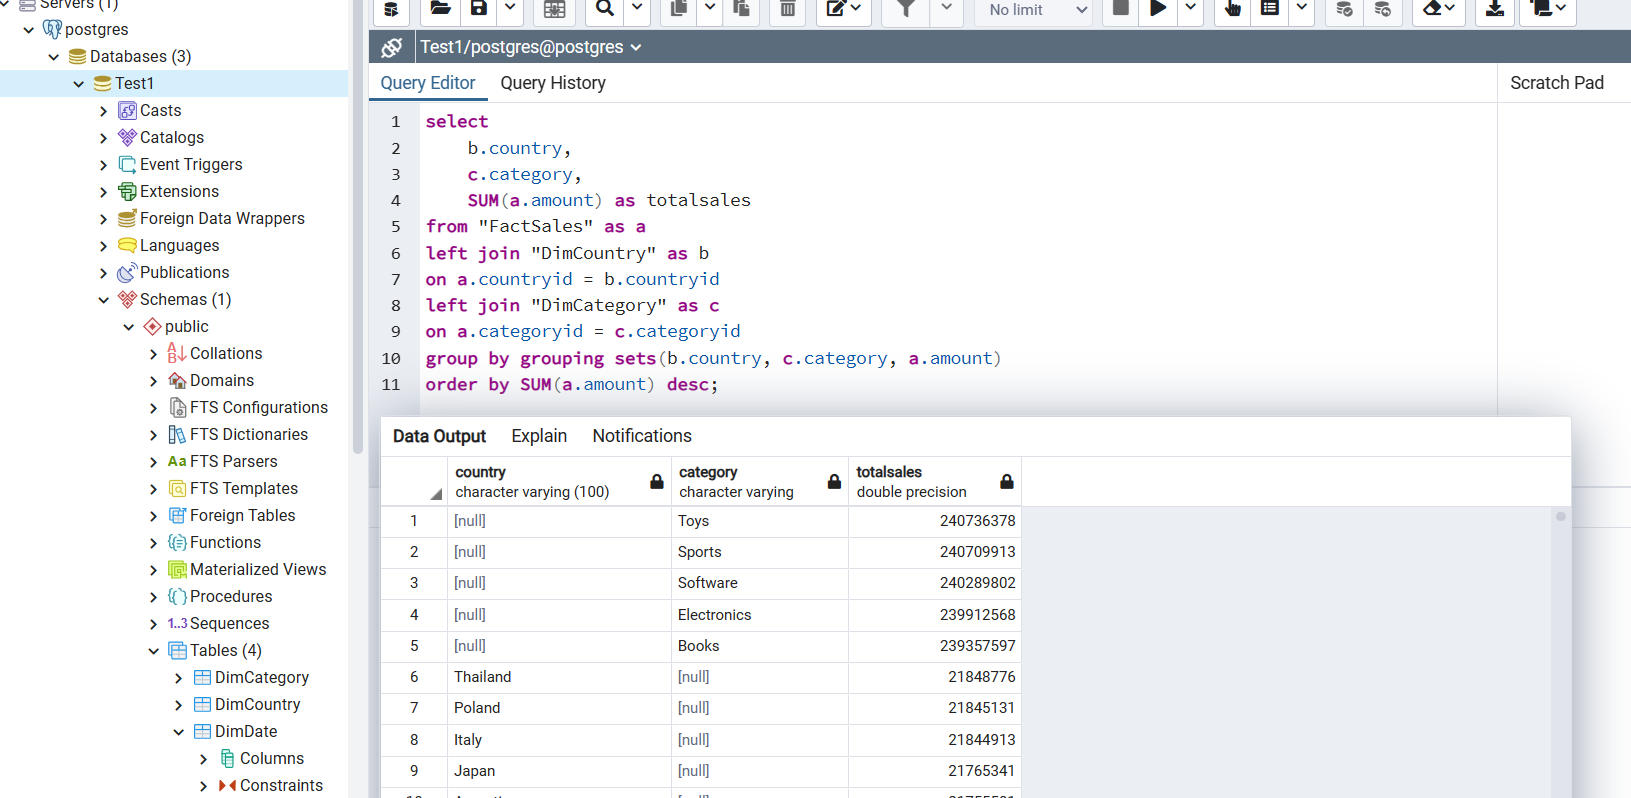 Servers (1)
postgres
Databases (3)
Test1
Casts
Catalogs
Event Triggers
Extensions
Foreign Data Wrappers
Languages
Publications
Schemas (1)
public
Collations
Domains
FTS Configurations
FTS Dictionaries
Aa FTS Parsers
FTS Templates
Foreign Tables
Functions
Materialized Views
Procedures
1..3 Sequences
Tables (4)
DimCategory
DimCountry
DimDate
Columns
Constraints
No limit
Test1/postgres@postgres
Query Editor Query History
Scratch Pad
1 select
2 b.country,
3 c.category,
4 SUM(a.amount) as totalsales
5 from "FactSales" as a
6 left join "DimCountry" as b
7 on a.countryid = b.countryid
8 left join "DimCategory" as c
9 on a.categoryid = c.categoryid
10 group by grouping sets(b.country, c.category, a.amount)
11 order by SUM(a.amount) desc;
Data Output Explain Notifications
country category totalsales
character varying (100) character varying double precision
1 [null] Toys 240736378
2 [null] Sports 240709913
3 [null] Software 240289802
4 [null] Electronics 239912568
5 [null] Books 239357597
6 Thailand [null] 21848776
7 Poland [null] 21845131
8 Italy [null] 21844913
9 Japan [null] 21765341